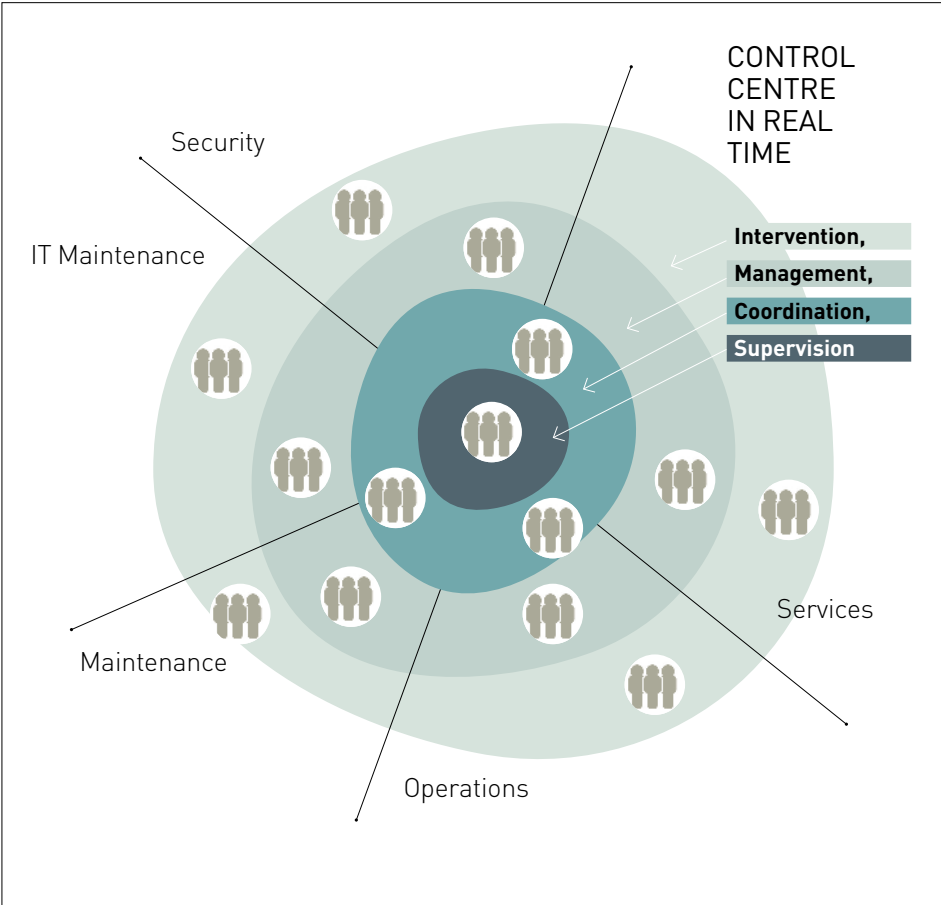 CONTROL
CENTRE
IN REAL
TIME
Security
IT Maintenance
Intervention,
Management,
Coordination,
Supervision
Services
Maintenance
Operations